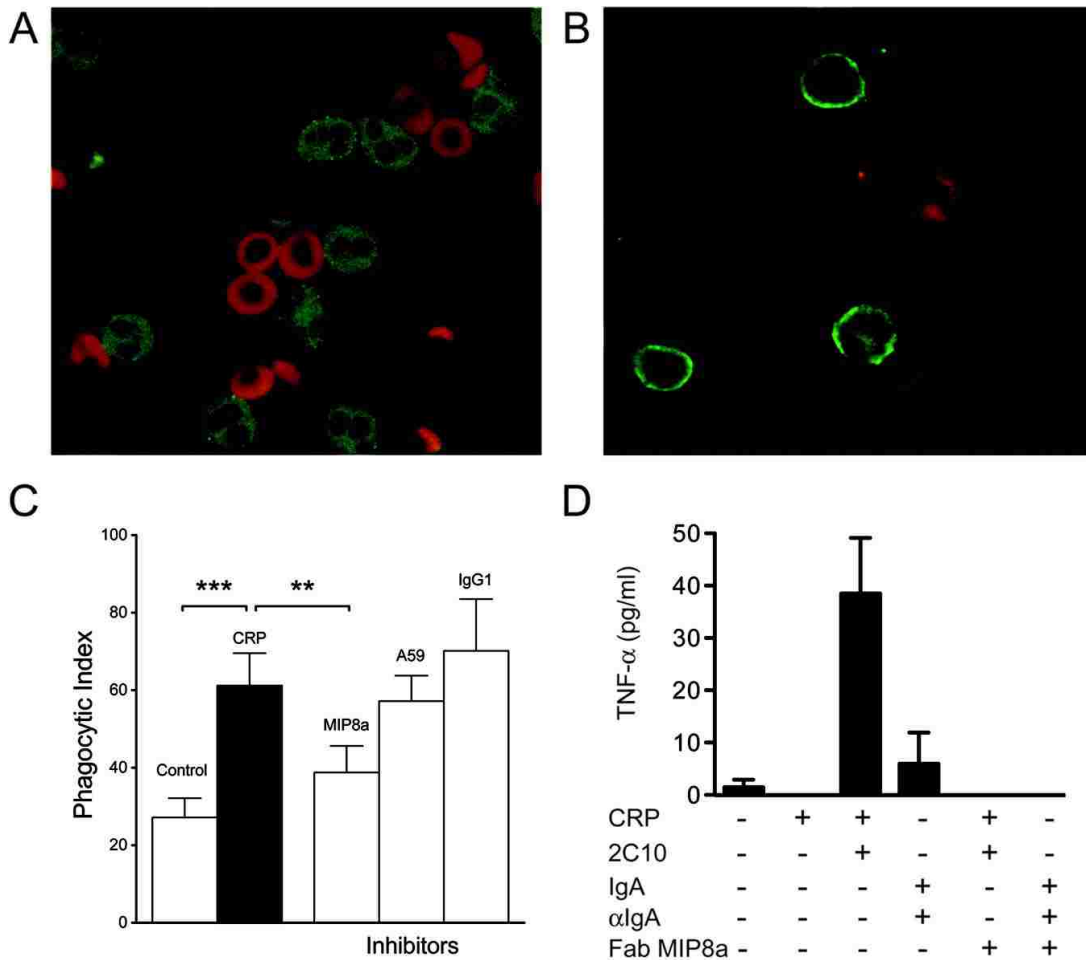 A
B
C
Phagocytic Index
100
80
60
40
20
0
***
**
Control
CRP
MIP8a
A59
IgG1
Inhibitors
D
TNF-α (pg/ml)
50
40
30
20
10
0
CRP - + + - + -
2C10 - - + - + -
IgA - - - + - +
αIgA - - - + - +
Fab MIP8a - - - - + +